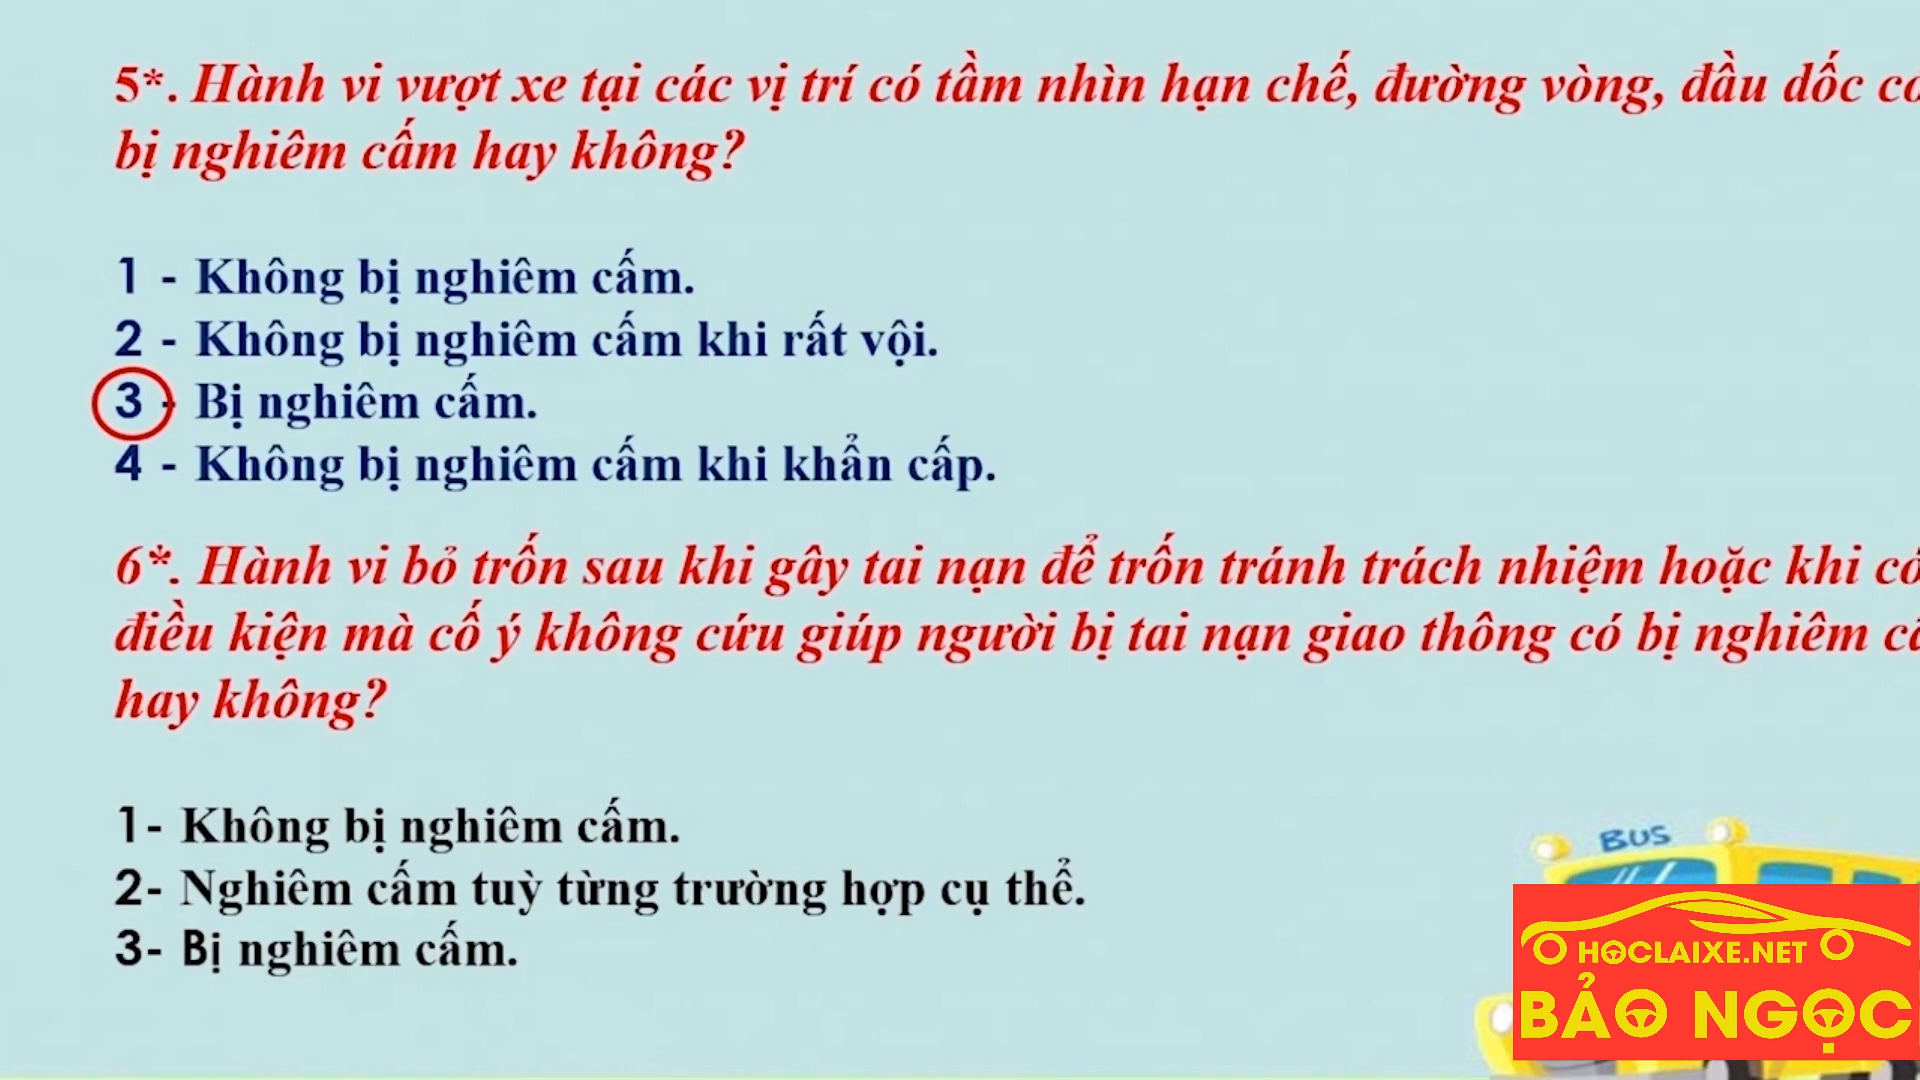 5*. Hành vi vượt xe tại các vị trí có tầm nhìn hạn chế, đường vòng, đầu dốc
bị nghiêm cấm hay không?
1 - Không bị nghiêm cấm.
2 - Không bị nghiêm cấm khi rất vội.
3 - Bị nghiêm cấm.
4 - Không bị nghiêm cấm khi khẩn cấp.
6*. Hành vi bỏ trốn sau khi gây tai nạn để trốn tránh trách nhiệm hoặc khi có
điều kiện mà cố ý không cứu giúp người bị tai nạn giao thông có bị nghiêm
hay không?
1- Không bị nghiêm cấm.
2- Nghiêm cấm tuỳ từng trường hợp cụ thể.
3- Bị nghiêm cấm.
BUS
HỌCLAIXE.NET
BẢO NGỌC